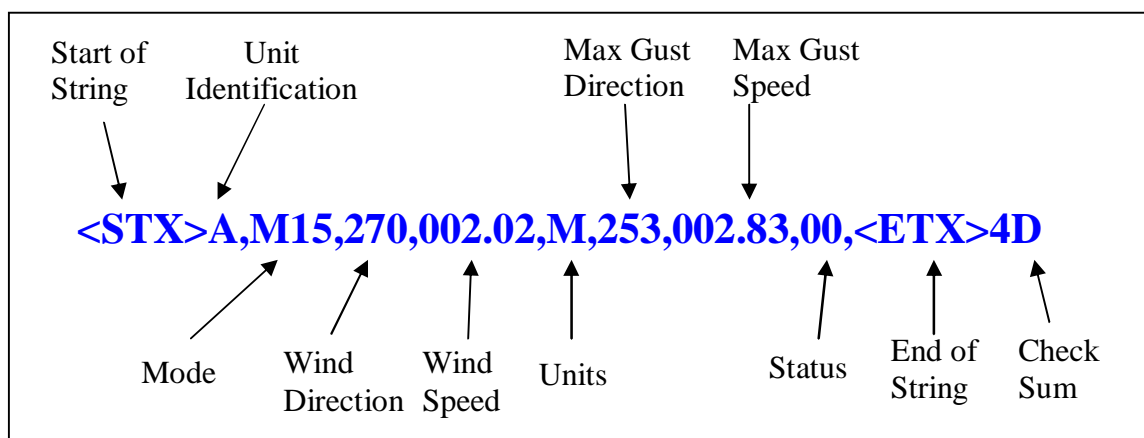 Start of
String
Unit
Identification
Max Gust
Direction
Max Gust
Speed
<STX>A,M15,270,002.02,M,253,002.83,00,<ETX>4D
Mode
Wind
Direction
Wind
Speed
Units
Status
End of
String
Check
Sum